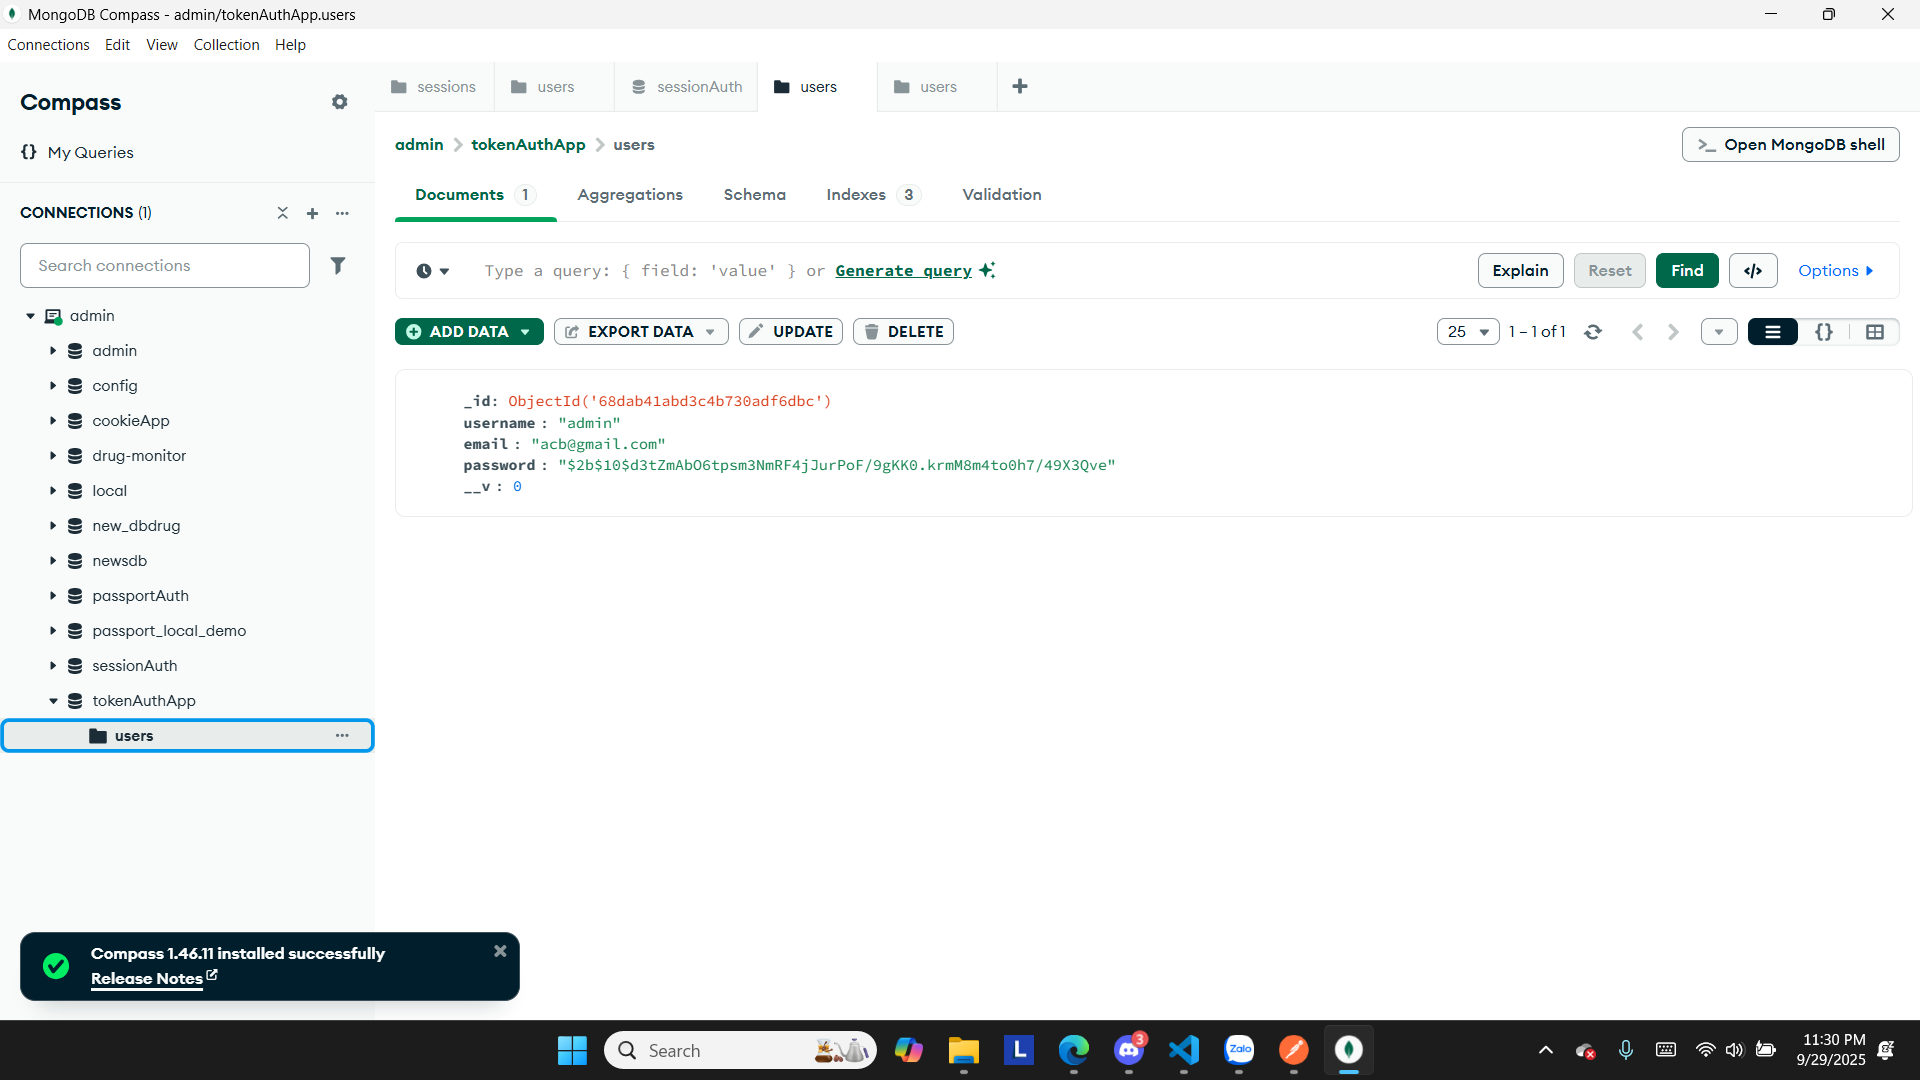 MongoDB Compass - admin/tokenAuthApp.users
Connections Edit View Collection Help
Compass
My Queries
CONNECTIONS (1)
Search connections
admin
admin
config
cookieApp
drug-monitor
local
new_dbdrug
newsdb
passportAuth
passport_local_demo
sessionAuth
tokenAuthApp
users
sessions
users
sessionAuth
users
users
admin > tokenAuthApp > users
>_ Open MongoDB shell
Documents 1 Aggregations Schema Indexes 3 Validation
Type a query: { field: 'value' } or Generate query
Explain Reset Find </> Options
ADD DATA EXPORT DATA UPDATE DELETE
25 1 – 1 of 1 {}
_id: ObjectId('68dab41abd3c4b730adf6dbc')
username : "admin"
email : "acb@gmail.com"
password : "$2b$10$d3tZmAbO6tpsm3NmRF4jJurPoF/9gKK0.krmM8m4to0h7/49X3Qve"
__v : 0
Compass 1.46.11 installed successfully
Release Notes
Search
L
3
Zalo
11:30 PM
9/29/2025